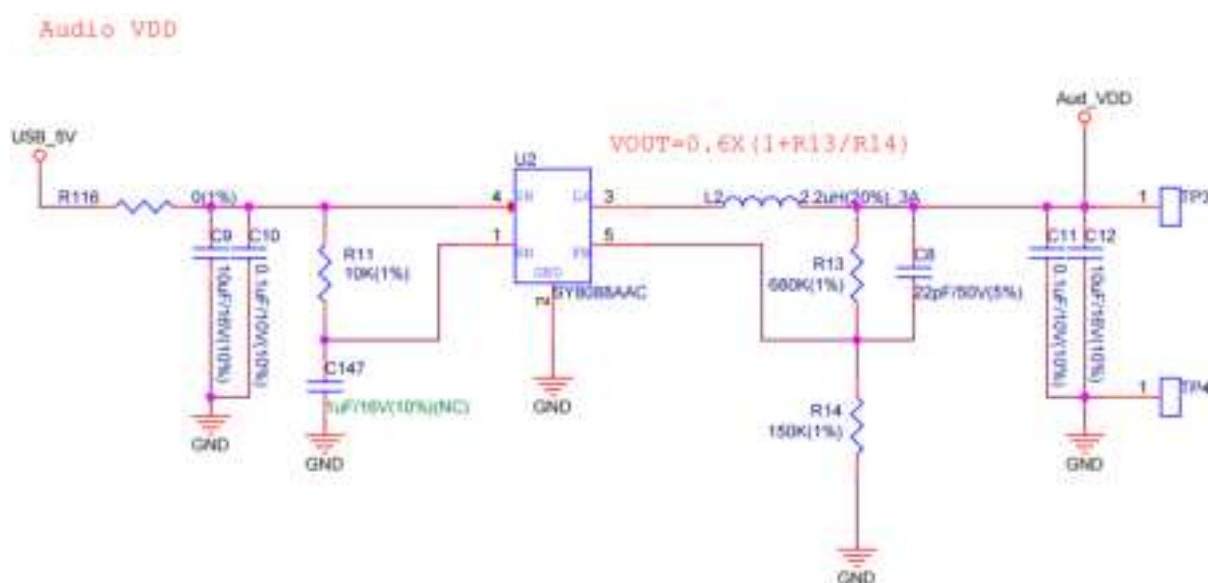 Audio VDD
USB_5V
Aud_VDD
VOUT=0.6X(1+R13/R14)
U2
R116
0(1%)
4
IN
LX
3
L2
2.2uH(20%)_3A
1
TP3
C9
10uF/16V(10%)
C10
0.1uF/10V(10%)
R11
10K(1%)
1
EN
FB
5
GND
2
SY8088AAC
R13
680K(1%)
C8
22pF/50V(5%)
C11
0.1uF/10V(10%)
C12
10uF/16V(10%)
C147
1uF/16V(10%)(NC)
GND
GND
GND
R14
150K(1%)
1
TP4
GND
GND